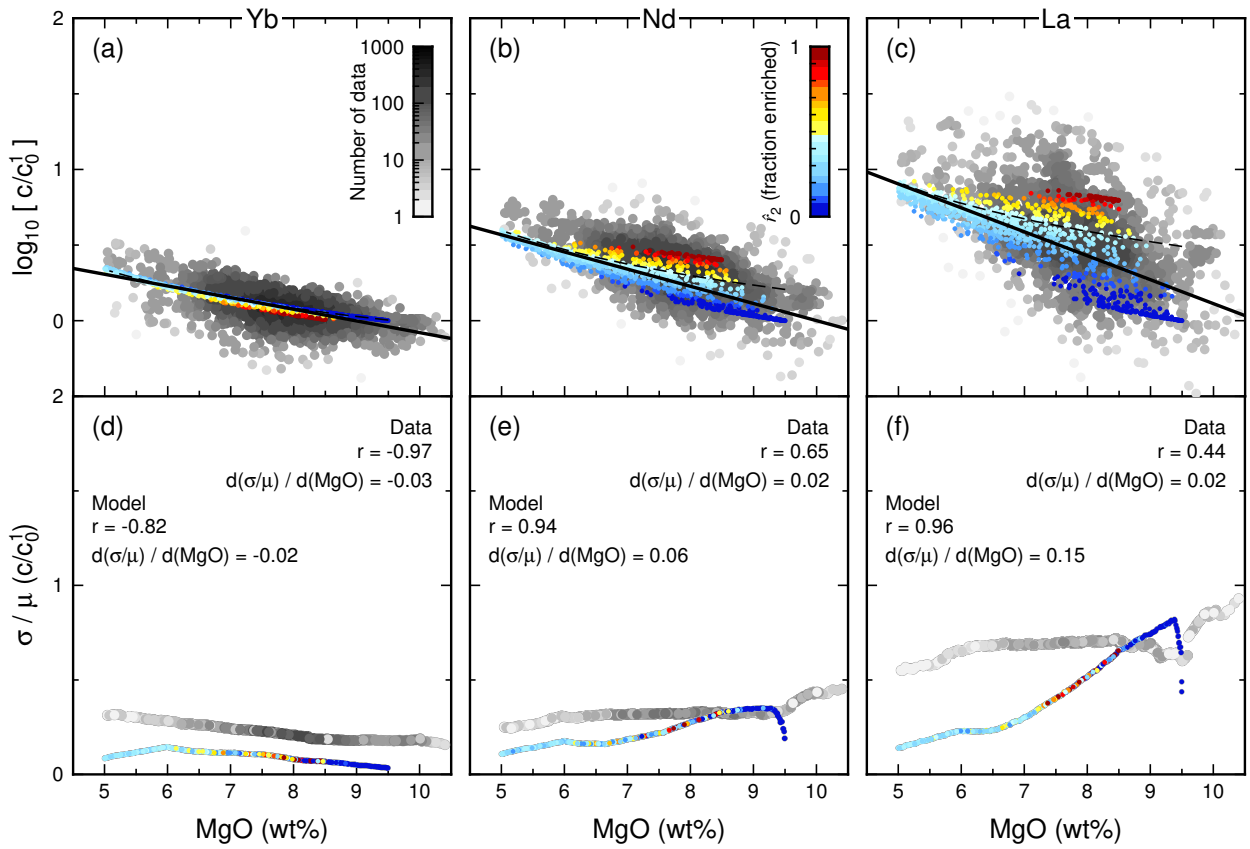 Yb
Nd
La
(a)
(b)
(c)
2
1
0
2
1
0
log10 [ c/c₀¹ ]
Number of data
1000
100
10
1
r̂₂ (fraction enriched)
1
0
(d)
Data
r = -0.97
d(σ/μ) / d(MgO) = -0.03
Model
r = -0.82
d(σ/μ) / d(MgO) = -0.02
(e)
Data
r = 0.65
d(σ/μ) / d(MgO) = 0.02
Model
r = 0.94
d(σ/μ) / d(MgO) = 0.06
(f)
Data
r = 0.44
d(σ/μ) / d(MgO) = 0.02
Model
r = 0.96
d(σ/μ) / d(MgO) = 0.15
σ / μ (c/c₀¹)
5 6 7 8 9 10
5 6 7 8 9 10
5 6 7 8 9 10
MgO (wt%)
MgO (wt%)
MgO (wt%)